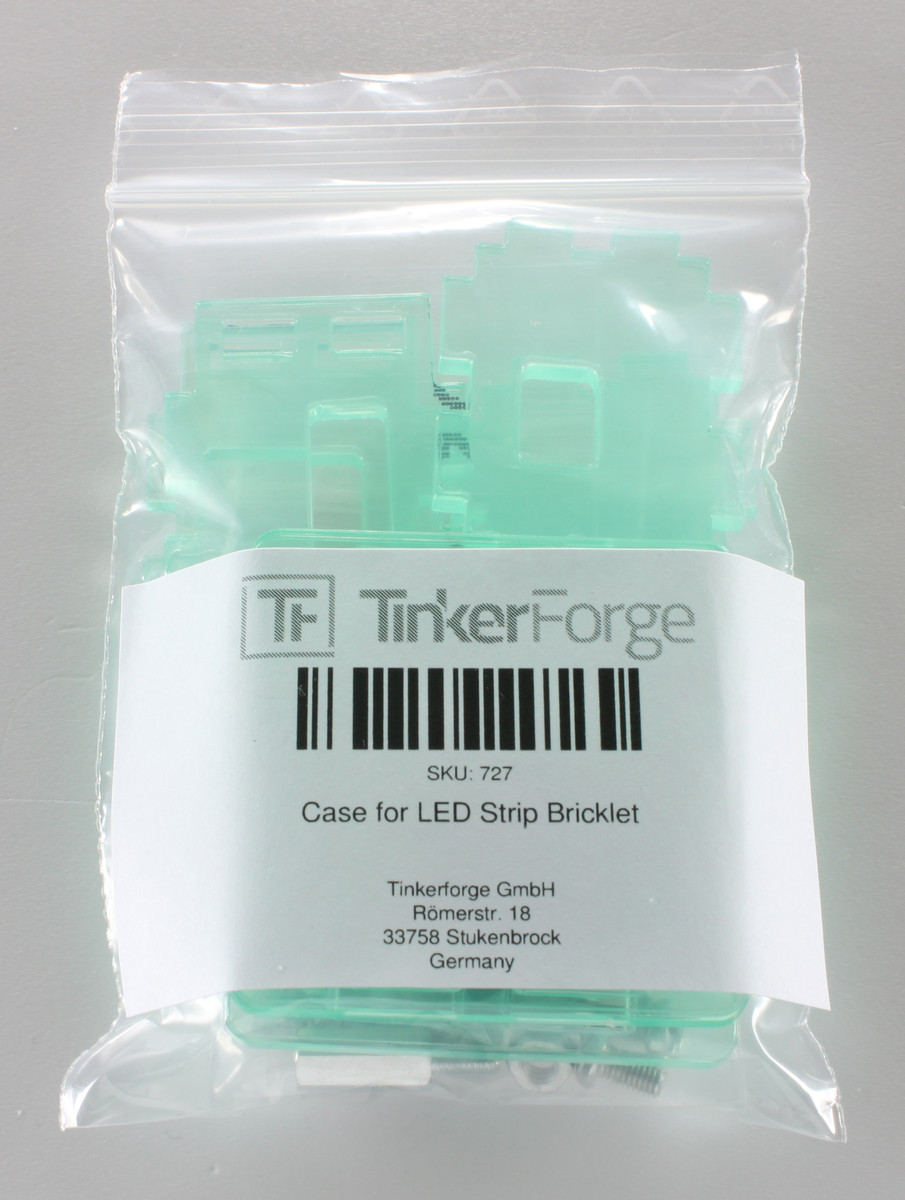 TF TinkerForge
SKU: 727
Case for LED Strip Bricklet
Tinkerforge GmbH
Römerstr. 18
33758 Stukenbrock
Germany